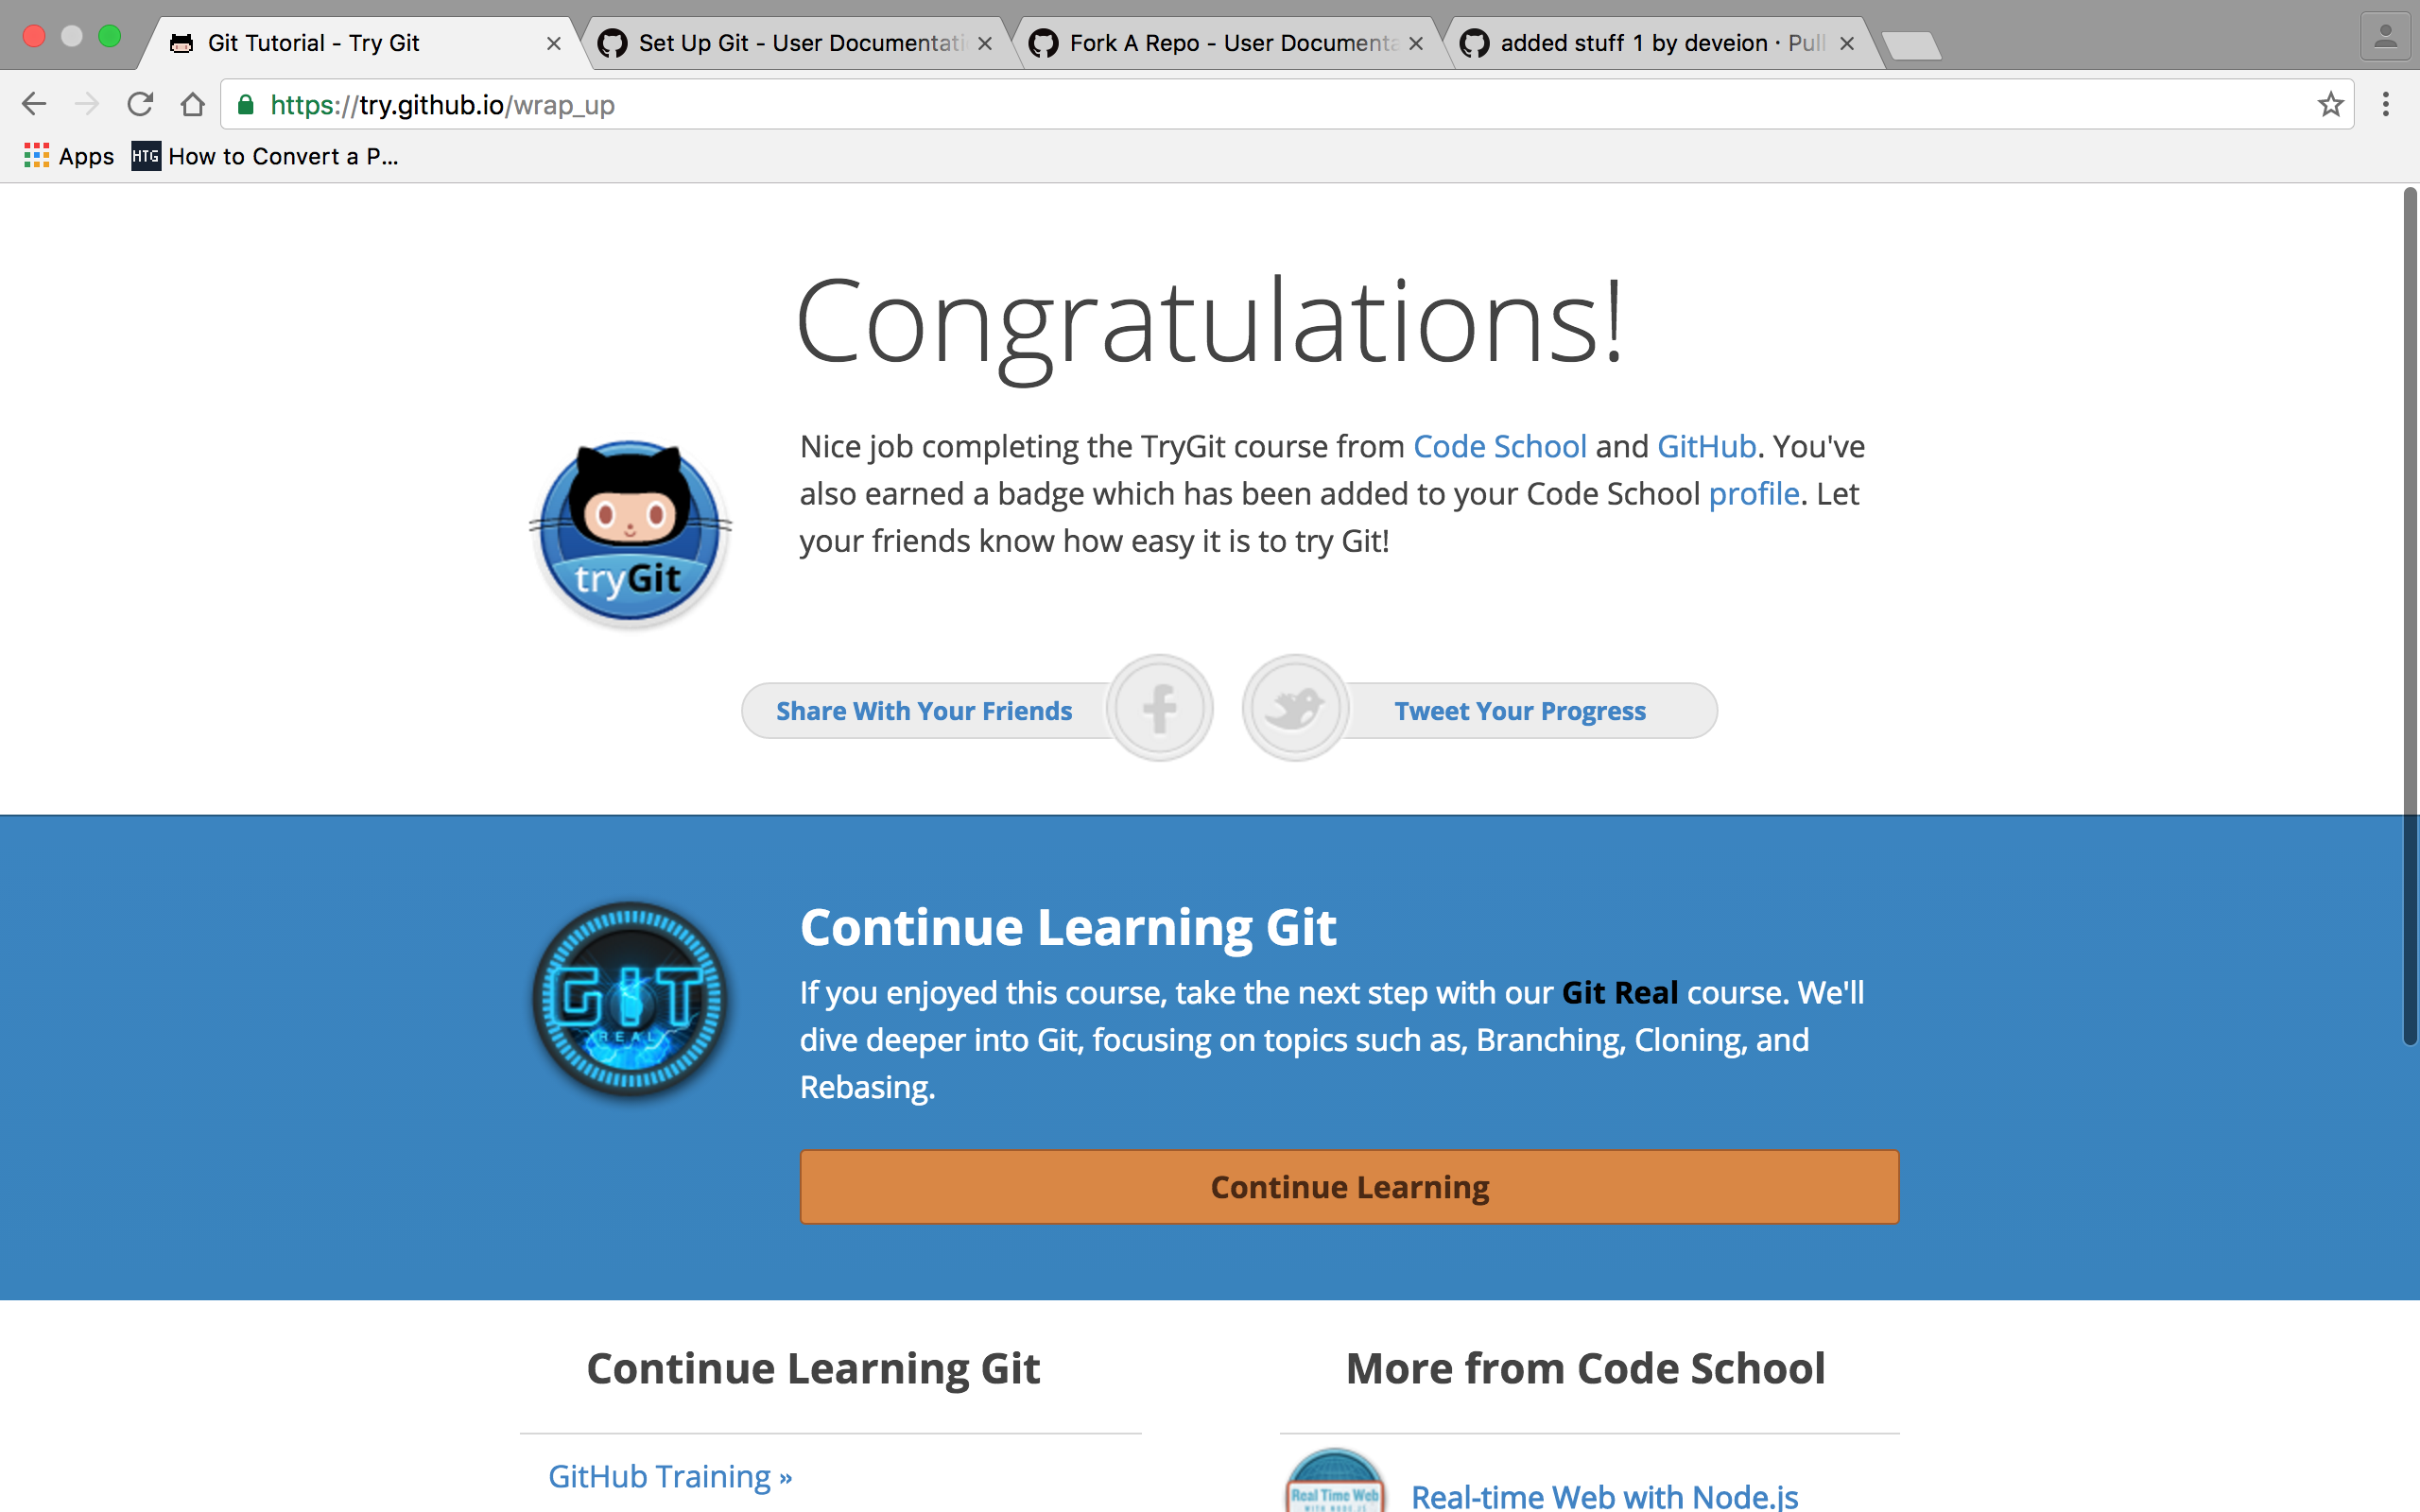 Git Tutorial - Try Git
Set Up Git - User Documentati
Fork A Repo - User Documenta
added stuff 1 by deveion · Pull
https://try.github.io/wrap_up
Apps
HTG
How to Convert a P...
Congratulations!
Nice job completing the TryGit course from Code School and GitHub. You've
also earned a badge which has been added to your Code School profile. Let
your friends know how easy it is to try Git!
tryGit
Share With Your Friends
Tweet Your Progress
Continue Learning Git
If you enjoyed this course, take the next step with our Git Real course. We'll
dive deeper into Git, focusing on topics such as, Branching, Cloning, and
Rebasing.
GIT
REAL
Continue Learning
Continue Learning Git
More from Code School
GitHub Training »
Real Time Web
WITH NODE.JS
Real-time Web with Node.js